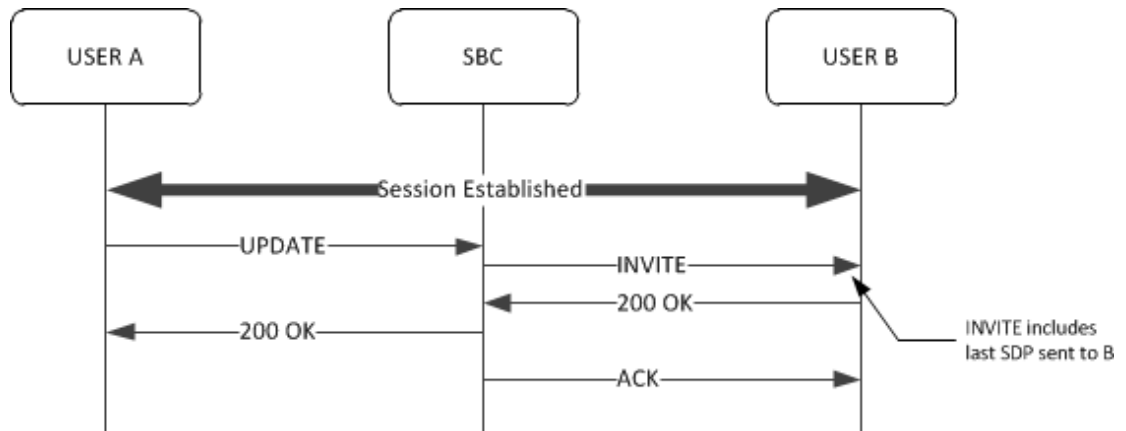 USER A
SBC
USER B
Session Established
UPDATE
INVITE
200 OK
200 OK
INVITE includes
last SDP sent to B
ACK